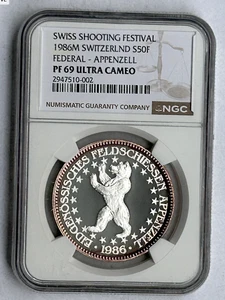 SWISS SHOOTING FESTIVAL
1986M SWITZERLND S50F
FEDERAL - APPENZELL
PF 69 ULTRA CAMEO
2947510-002
NUMISMATIC GUARANTY COMPANY
NGC
EIDGENÖSSISCHES FELDSCHIESSEN APPENZELL
1986